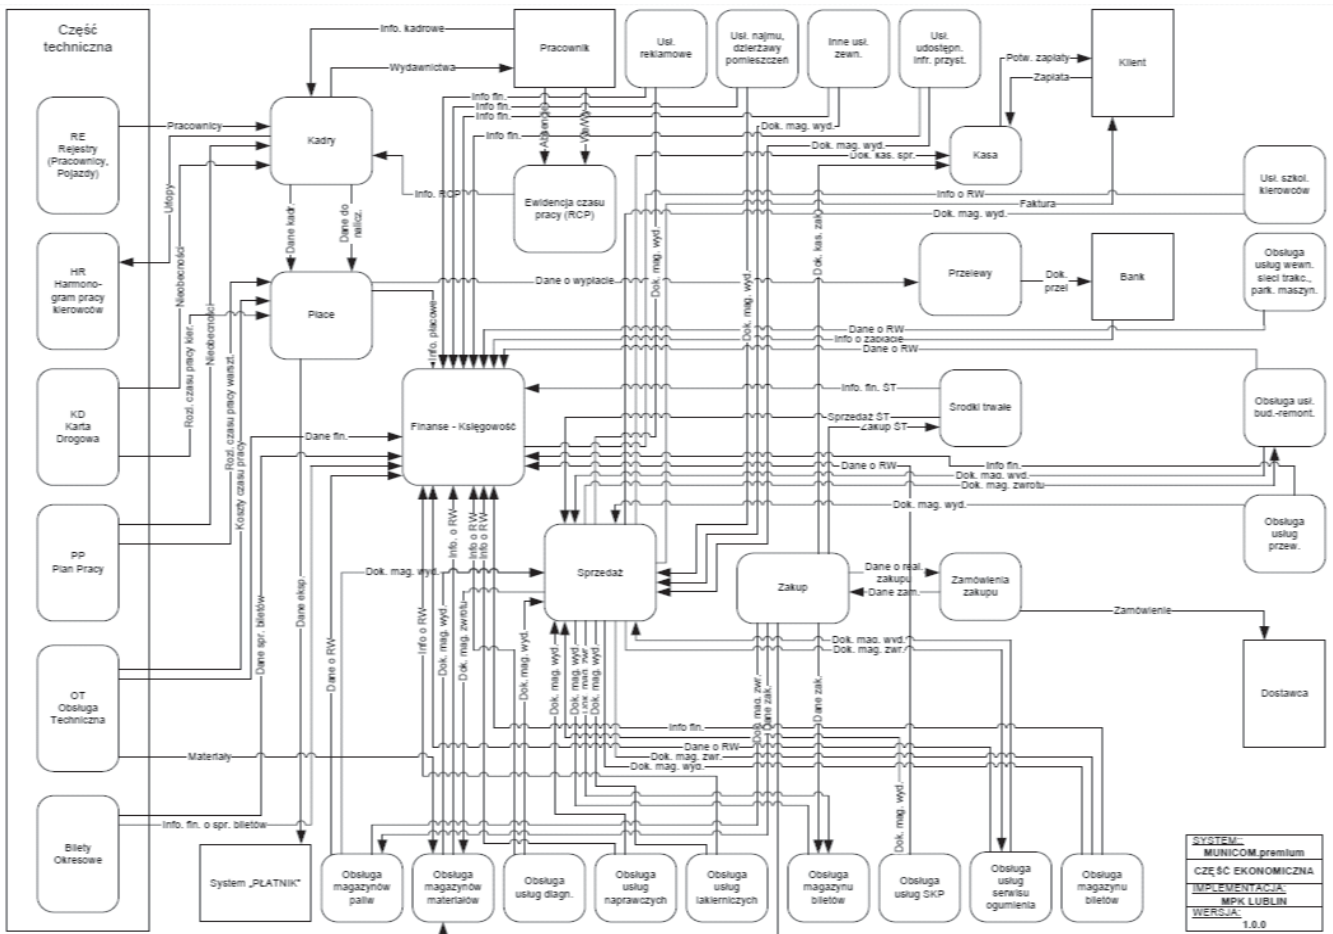 Część
techniczna
RE
Rejestry
(Pracownicy,
Pojazdy)
HR
Harmono-
gram pracy
kierowców
KD
Karta
Drogowa
PP
Plan Pracy
OT
Obsługa
Techniczna
Bilety
Okresowe
Info. kadrowe
Wydawnictwa
Pracownik
Usł.
reklamowe
Usł. najmu,
dzierżawy
pomieszczeń
Inne usł.
zewn.
Usł.
udostępn.
infr. przyst.
Potw. zapłaty
Zapłata
Klient
Pracownicy
Kadry
Info fin.
Info fin.
Info fin.
Info fin.
Absencje
Dok. mag. wyd.
Dok. mag. wyd.
Dok. kas. spr.
Kasa
Urlopy
Info. RCP
Ewidencja czasu
pracy (RCP)
Info o RW
Faktura
Dok. mag. wyd.
Usł. szkol.
kierowców
Dane kadr.
Dane do
nalicz.
Nieobecności
Nieobecności
Dok. mag. wyd.
Dok. mag. wyd.
Dok. kas. zak.
Płace
Dane o wypłacie
Przelewy
Dok.
przel
Bank
Obsługa
usług wewn.
sieci trakc.,
park. maszyn.
Info. płacowe
Dane o RW
Info o zapłacie
Dane o RW
Rozl. czasu pracy kier.
Rozl. czasu pracy warszt.
Koszty czasu pracy
Finanse - Księgowość
Info. fin. ŚT
Środki trwałe
Sprzedaż ŚT
Zakup ŚT
Obsługa usł.
bud.-remont.
Dane fin.
Dane o RW
Info fin.
Dok. mag. wyd.
Dok. mag. zwrotu
Dok. mag. wyd.
Obsługa
usług
przew.
Info. o RW
Info o RW
Info o RW
Dok. mag. wyd.
Sprzedaż
Zakup
Dane o real.
zakupu
Dane zam.
Zamówienia
zakupu
Zamówienie
Dostawca
Dane eksp.
Dane spr. biletów
Dane o RW
Info o RW
Dok. mag. wyd.
Dok. mag. zwrotu
Dok. mag. wyd.
Dok. mag. wyd.
Dok. mag. wyd.
Dok. mag. wyd.
Dok. mag. wyd.
Dok. mag. zwr.
Dok. mag. zwr.
Dane zak.
Dane zak.
Info fin.
Dane o RW
Dok. mag. zwr.
Dok. mag. wyd.
Materiały
Info. fin. o spr. biletów
Dok. mag. wyd.
System „PŁATNIK"
Obsługa
magazynów
paliw
Obsługa
magazynów
materiałów
Obsługa
usług diagn.
Obsługa
usług
naprawczych
Obsługa
usług
lakierniczych
Obsługa
magazynu
biletów
Obsługa
usług SKP
Obsługa
usług
serwisu
ogumienia
Obsługa
magazynu
biletów
SYSTEM:
MUNICOM.premium
CZĘŚĆ EKONOMICZNA
IMPLEMENTACJA:
MPK LUBLIN
WERSJA:
1.0.0